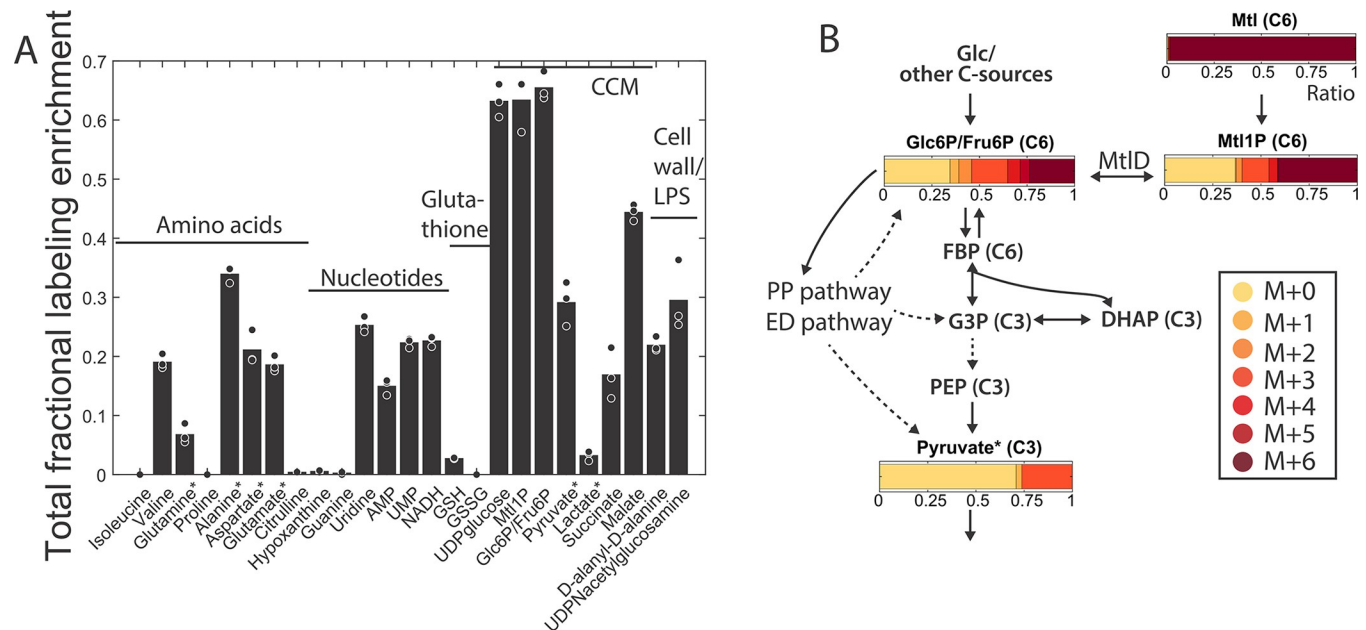 A
Total fractional labeling enrichment
0.7
0.6
0.5
0.4
0.3
0.2
0.1
0
Amino acids
Nucleotides
Gluta-
thione
CCM
Cell
wall/
LPS
Isoleucine
Valine
Glutamine*
Proline
Alanine*
Aspartate*
Glutamate*
Citrulline
Hypoxanthine
Guanine
Uridine
AMP
UMP
NADH
GSH
GSSG
UDPglucose
Mtl1P
Glc6P/Fru6P
Pyruvate*
Lactate*
Succinate
Malate
D-alanyl-D-alanine
UDPNacetylglucosamine
B
Mtl (C6)
0 0.25 0.5 0.75 1
Ratio
Glc/
other C-sources
Glc6P/Fru6P (C6)
0 0.25 0.5 0.75 1
MtlD
Mtl1P (C6)
0 0.25 0.5 0.75 1
FBP (C6)
PP pathway
ED pathway
G3P (C3)
DHAP (C3)
PEP (C3)
Pyruvate* (C3)
0 0.25 0.5 0.75 1
M+0
M+1
M+2
M+3
M+4
M+5
M+6